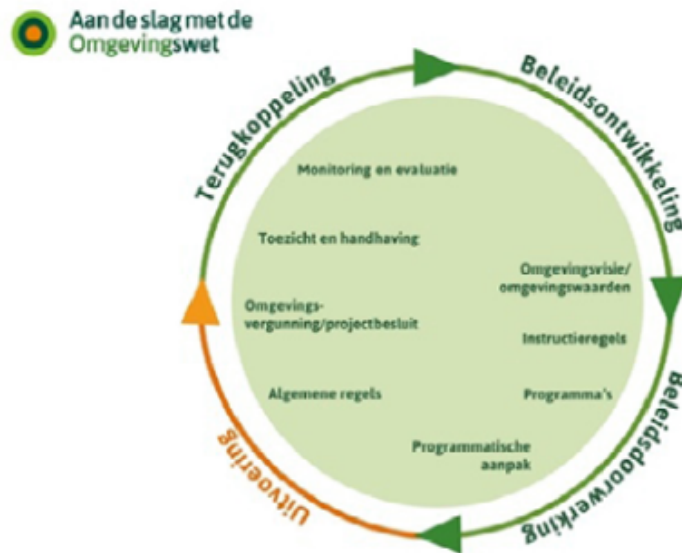 Aan de slag met de
Omgevingswet
Terugkoppeling
Beleidsontwikkeling
Monitoring en evaluatie
Toezicht en handhaving
Omgevingsvisie/
omgevingswaarden
Omgevings-
vergunning/projectbesluit
Instructieregels
Algemene regels
Programma's
Programmatische
aanpak
Uitvoering
Beleidsdoorwerking